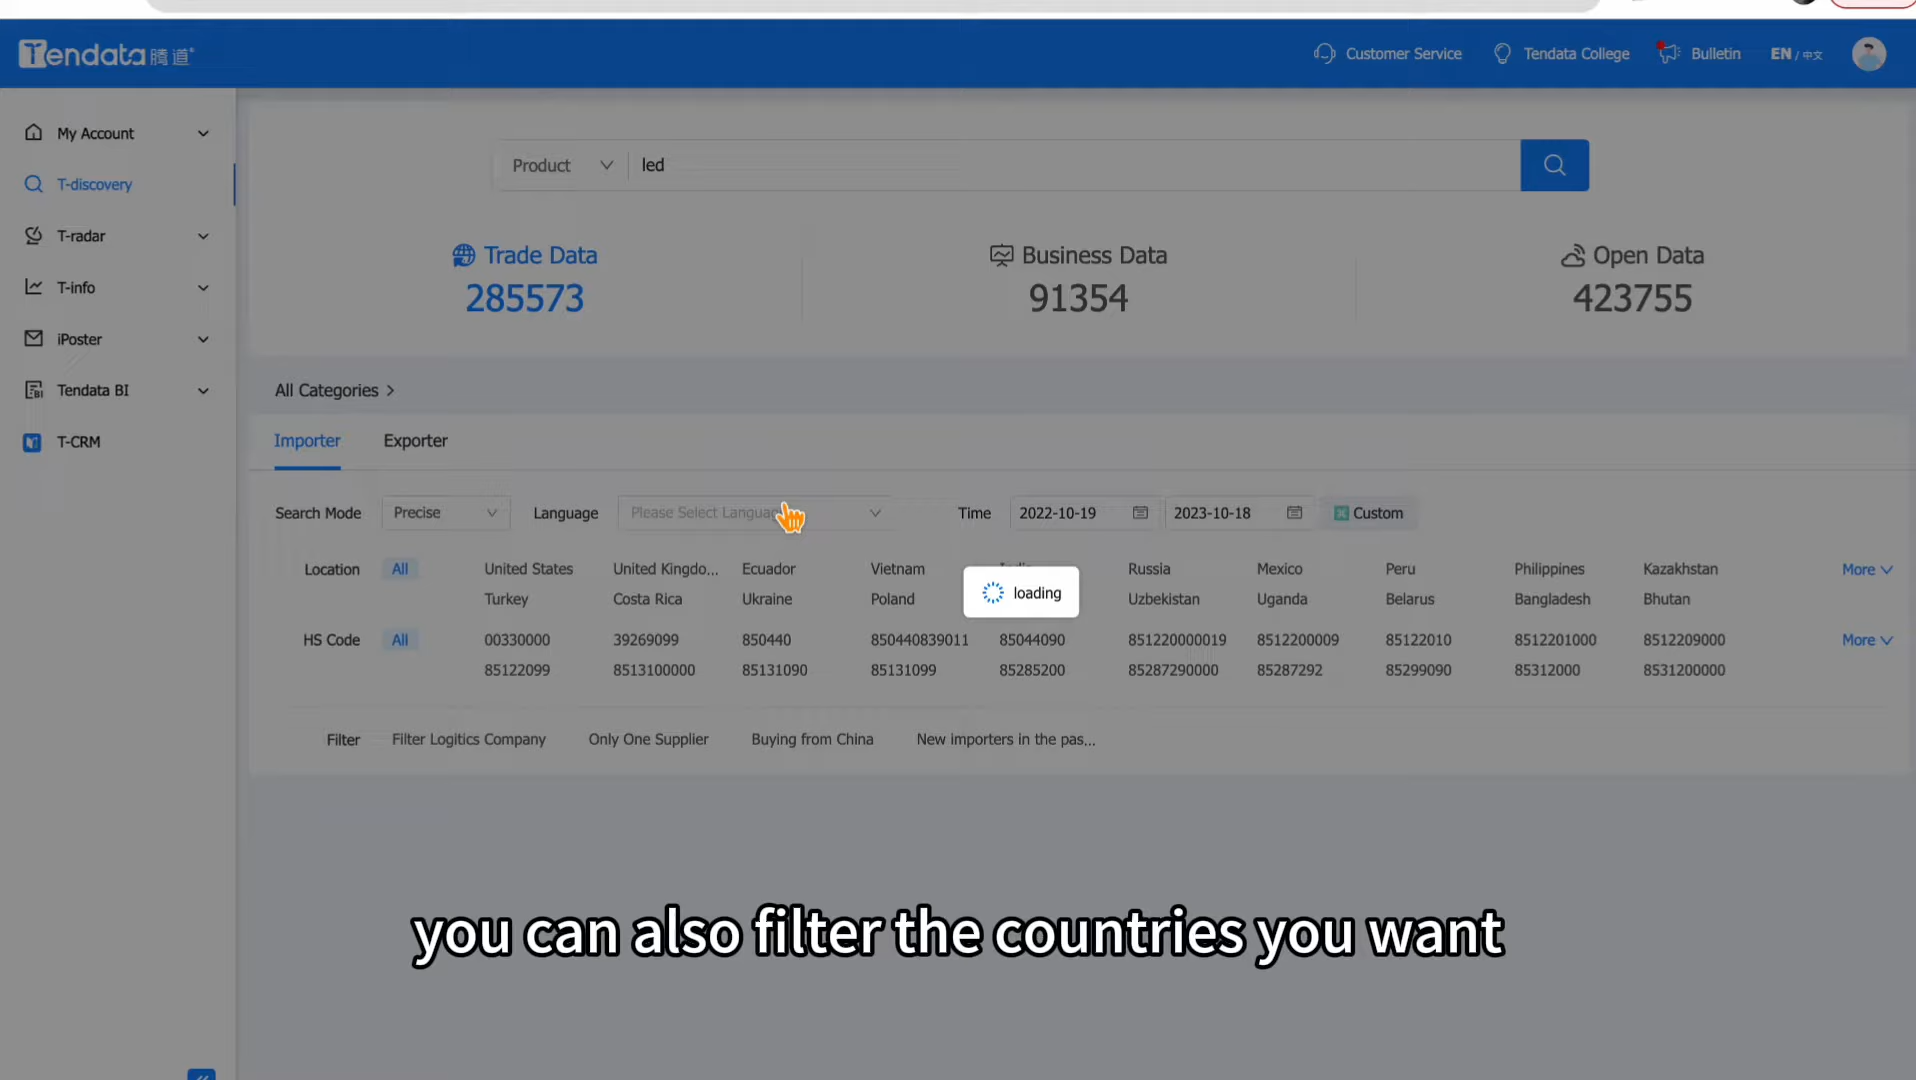 Tendata 腾道®
Customer Service
Tendata College
Bulletin
EN / 中文
My Account
T-discovery
T-radar
T-info
iPoster
Tendata BI
T-CRM
Product led
Trade Data
285573
Business Data
91354
Open Data
423755
All Categories >
Importer Exporter
Search Mode Precise Language Please Select Time 2022-10-19 2023-10-18 Custom
Location All United States United Kingdo... Ecuador Vietnam Russia Mexico Peru Philippines Kazakhstan More
Turkey Costa Rica Ukraine Poland Uzbekistan Uganda Belarus Bangladesh Bhutan
loading
HS Code All 00330000 39269099 850440 850440839011 85044090 851220000019 8512200009 85122010 8512201000 8512209000 More
85122099 8513100000 85131090 85131099 85285200 85287290000 85287292 85299090 85312000 8531200000
Filter Filter Logitics Company Only One Supplier Buying from China New importers in the pas...
you can also filter the countries you want